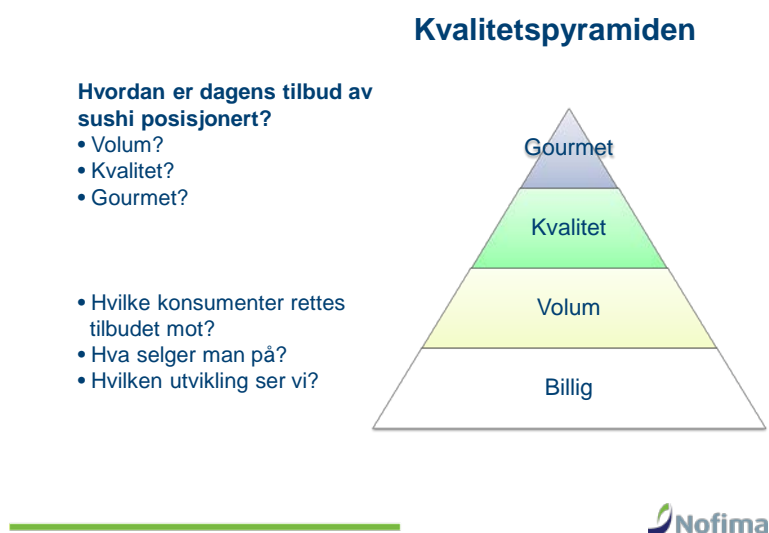 Kvalitetspyramiden
Hvordan er dagens tilbud av
sushi posisjonert?
• Volum?
• Kvalitet?
• Gourmet?
• Hvilke konsumenter rettes
tilbudet mot?
• Hva selger man på?
• Hvilken utvikling ser vi?
Gourmet
Kvalitet
Volum
Billig
Nofima